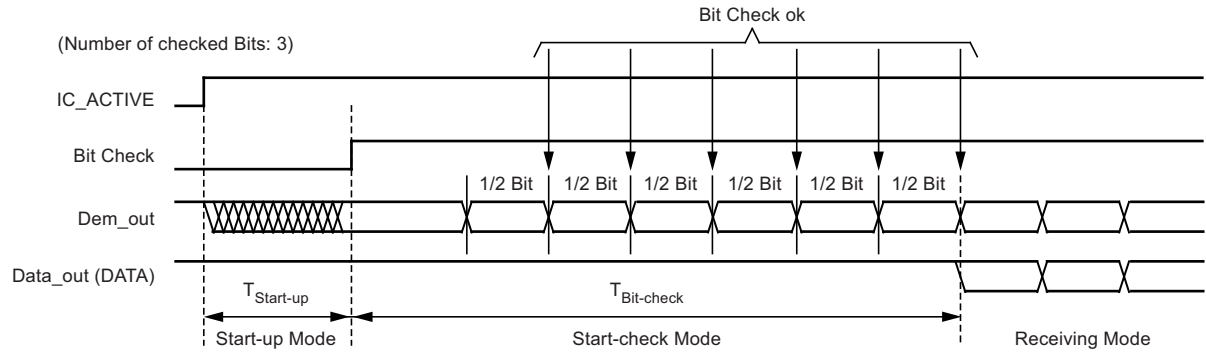 Bit Check ok
(Number of checked Bits: 3)
IC_ACTIVE
Bit Check
1/2 Bit 1/2 Bit 1/2 Bit 1/2 Bit 1/2 Bit 1/2 Bit
Dem_out
Data_out (DATA)
TStart-up TBit-check
Start-up Mode Start-check Mode Receiving Mode